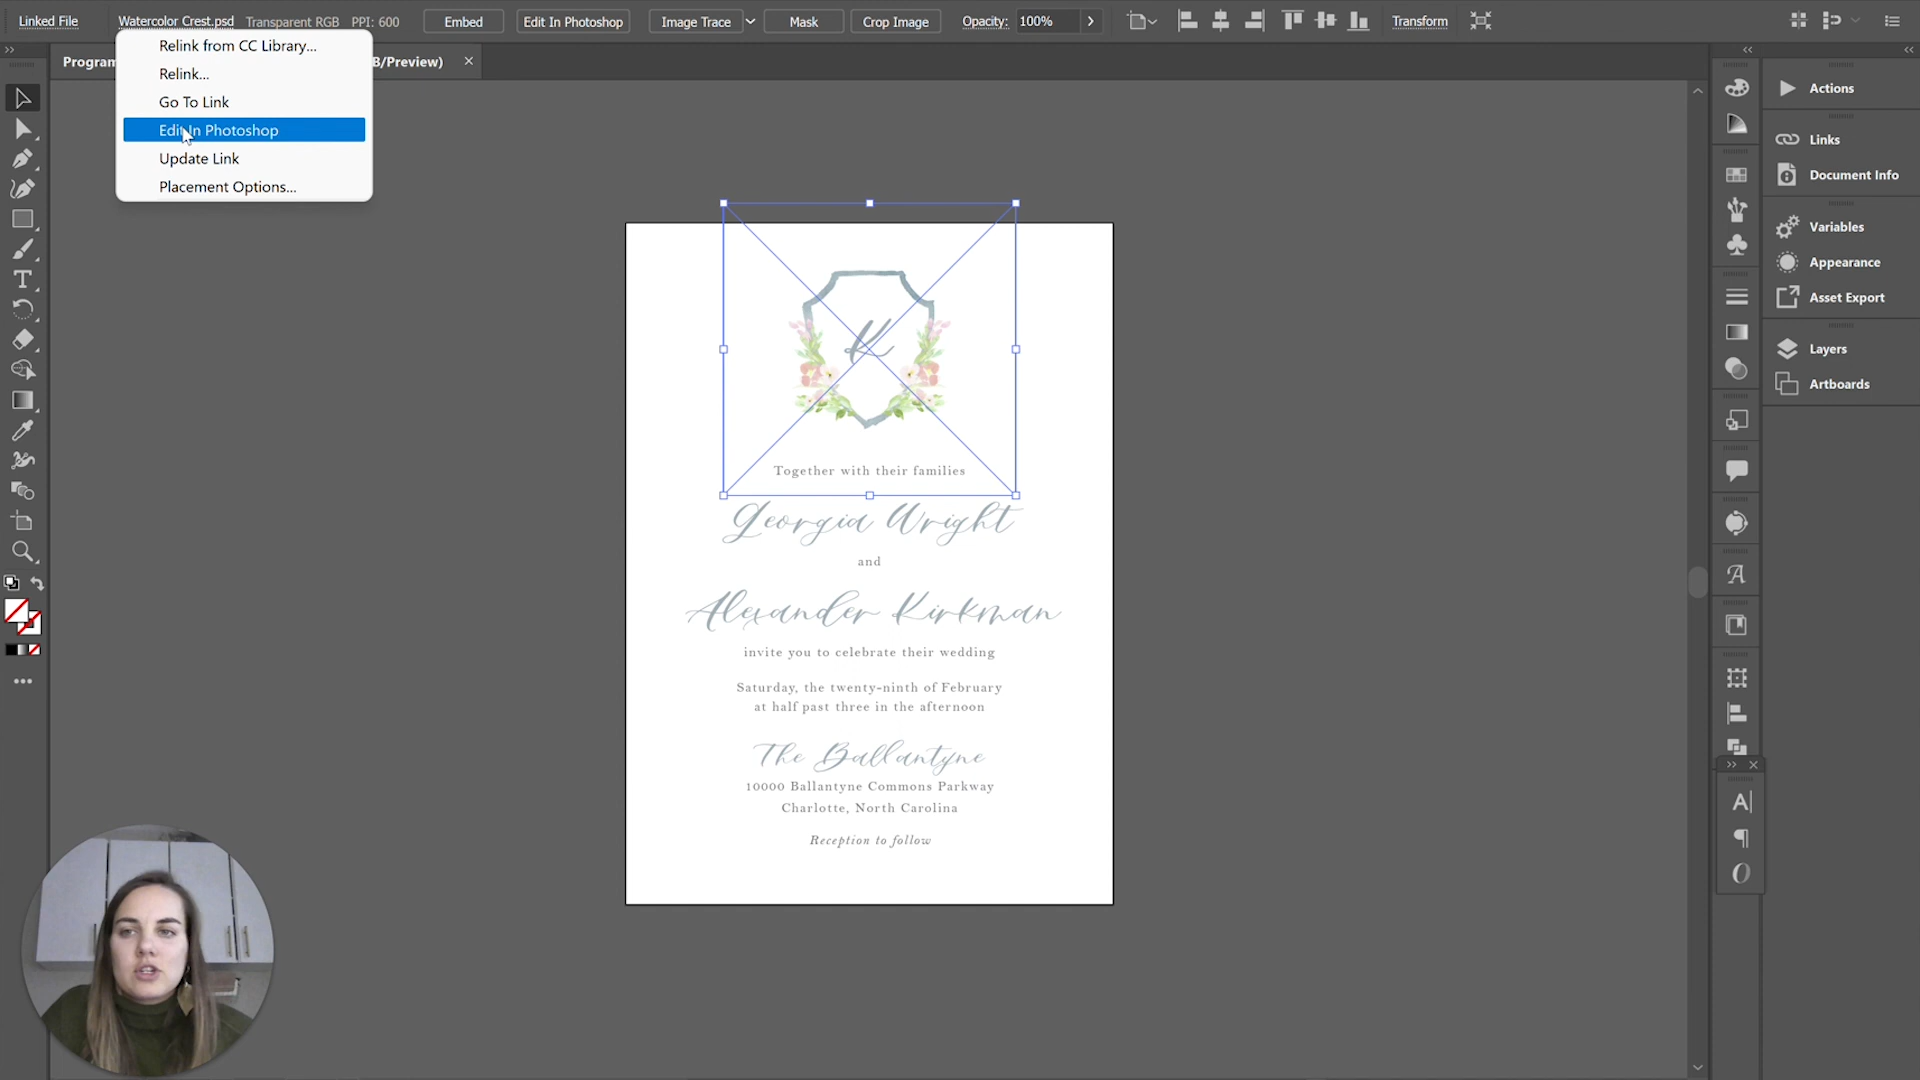 Linked File Watercolor Crest.psd Transparent RGB PPI: 600 Embed Edit In Photoshop Image Trace Mask Crop Image Opacity: 100% Transform
Program
B/Preview)
Relink from CC Library...
Relink...
Go To Link
Edit In Photoshop
Update Link
Placement Options...
Actions
Links
Document Info
Variables
Appearance
Asset Export
Layers
Artboards
K
Together with their families
Georgia Wright
and
Alexander Kirkman
invite you to celebrate their wedding
Saturday, the twenty-ninth of February
at half past three in the afternoon
The Ballantyne
10000 Ballantyne Commons Parkway
Charlotte, North Carolina
Reception to follow